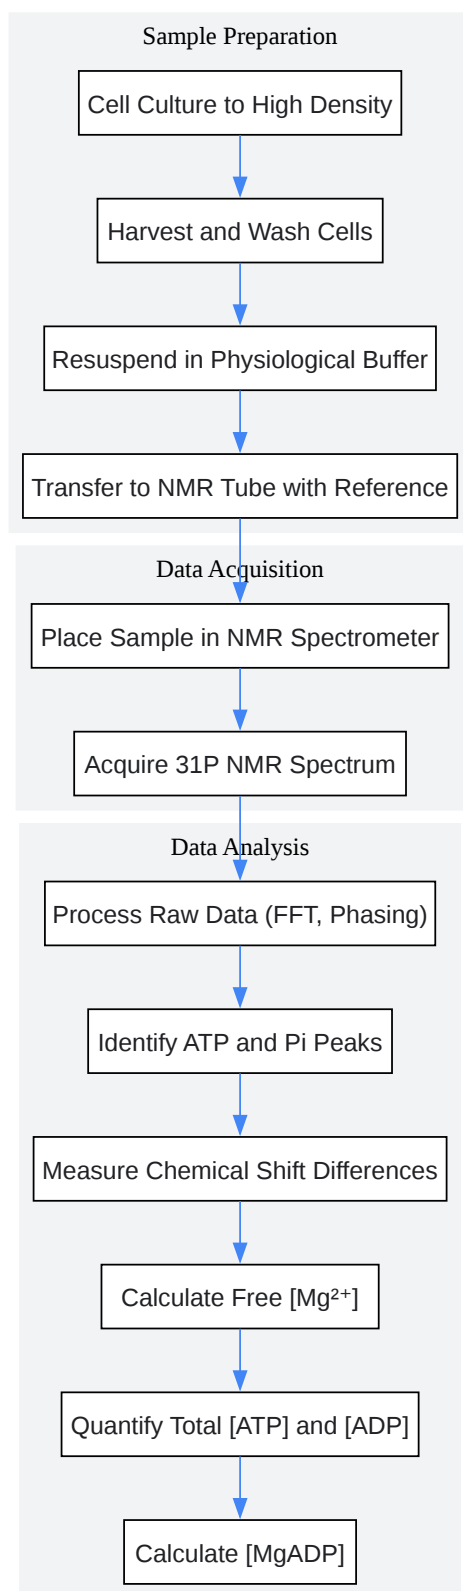 Sample Preparation
Cell Culture to High Density
Harvest and Wash Cells
Resuspend in Physiological Buffer
Transfer to NMR Tube with Reference
Data Acquisition
Place Sample in NMR Spectrometer
Acquire 31P NMR Spectrum
Data Analysis
Process Raw Data (FFT, Phasing)
Identify ATP and Pi Peaks
Measure Chemical Shift Differences
Calculate Free [Mg²⁺]
Quantify Total [ATP] and [ADP]
Calculate [MgADP]